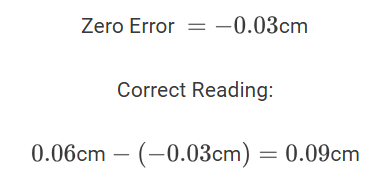 Zero Error = −0.03cm
Correct Reading:
0.06cm − (−0.03cm) = 0.09cm